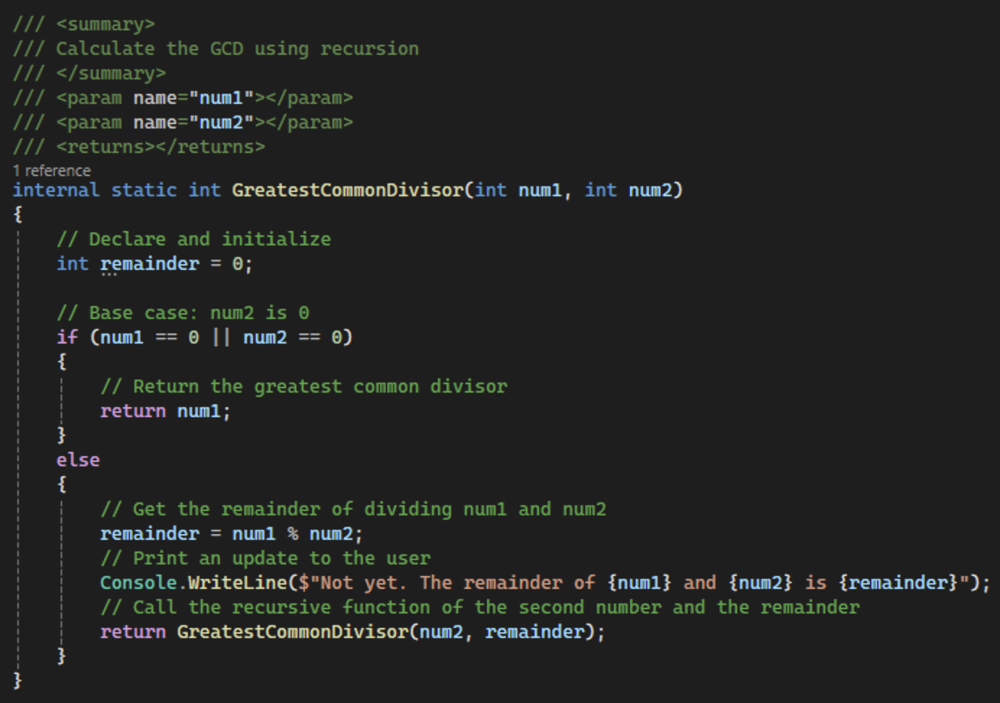 /// <summary>
/// Calculate the GCD using recursion
/// </summary>
/// <param name="num1"></param>
/// <param name="num2"></param>
/// <returns></returns>
1 reference
internal static int GreatestCommonDivisor(int num1, int num2)
{
    // Declare and initialize
    int remainder = 0;

    // Base case: num2 is 0
    if (num1 == 0 || num2 == 0)
    {
        // Return the greatest common divisor
        return num1;
    }
    else
    {
        // Get the remainder of dividing num1 and num2
        remainder = num1 % num2;
        // Print an update to the user
        Console.WriteLine($"Not yet. The remainder of {num1} and {num2} is {remainder}");
        // Call the recursive function of the second number and the remainder
        return GreatestCommonDivisor(num2, remainder);
    }
}